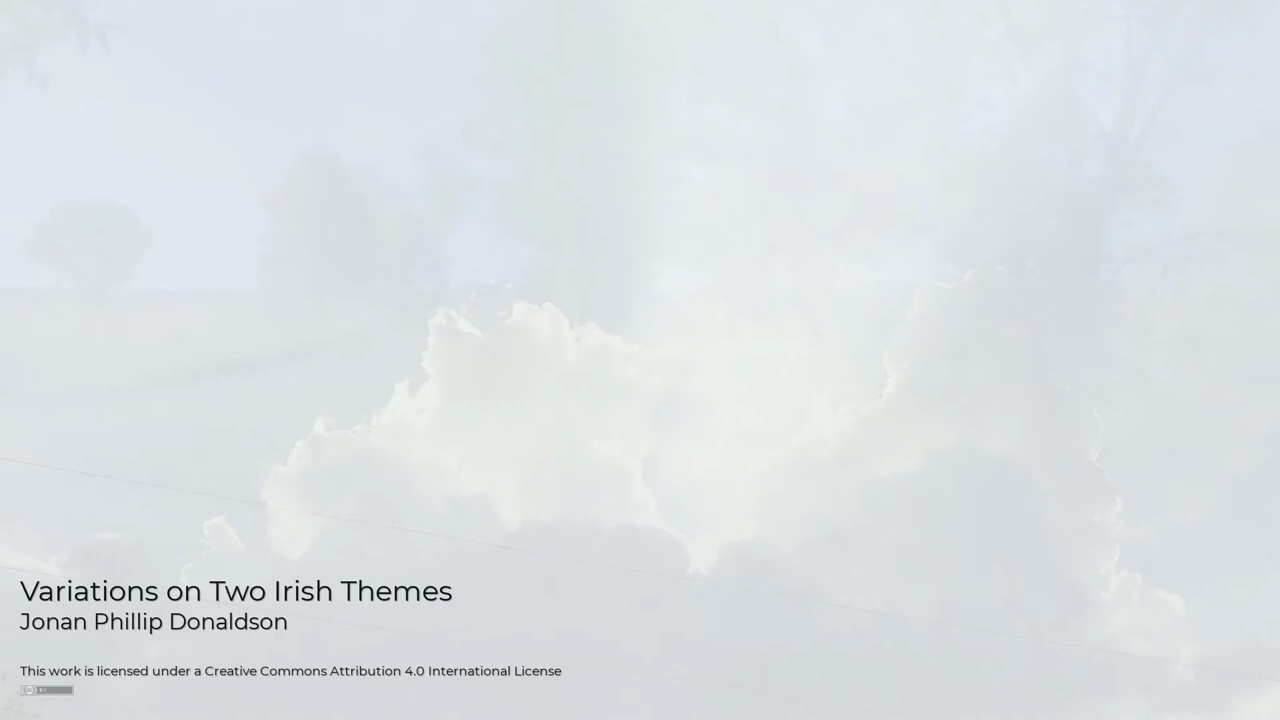 Variations on Two Irish Themes
Jonan Phillip Donaldson
This work is licensed under a Creative Commons Attribution 4.0 International License